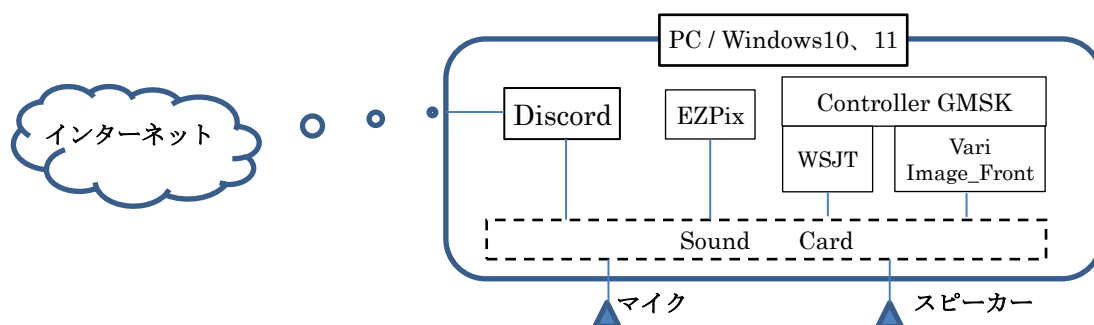 PC / Windows10、11
インターネット
Discord
EZPix
Controller GMSK
WSJT
Vari
Image_Front
Sound Card
マイク
スピーカー